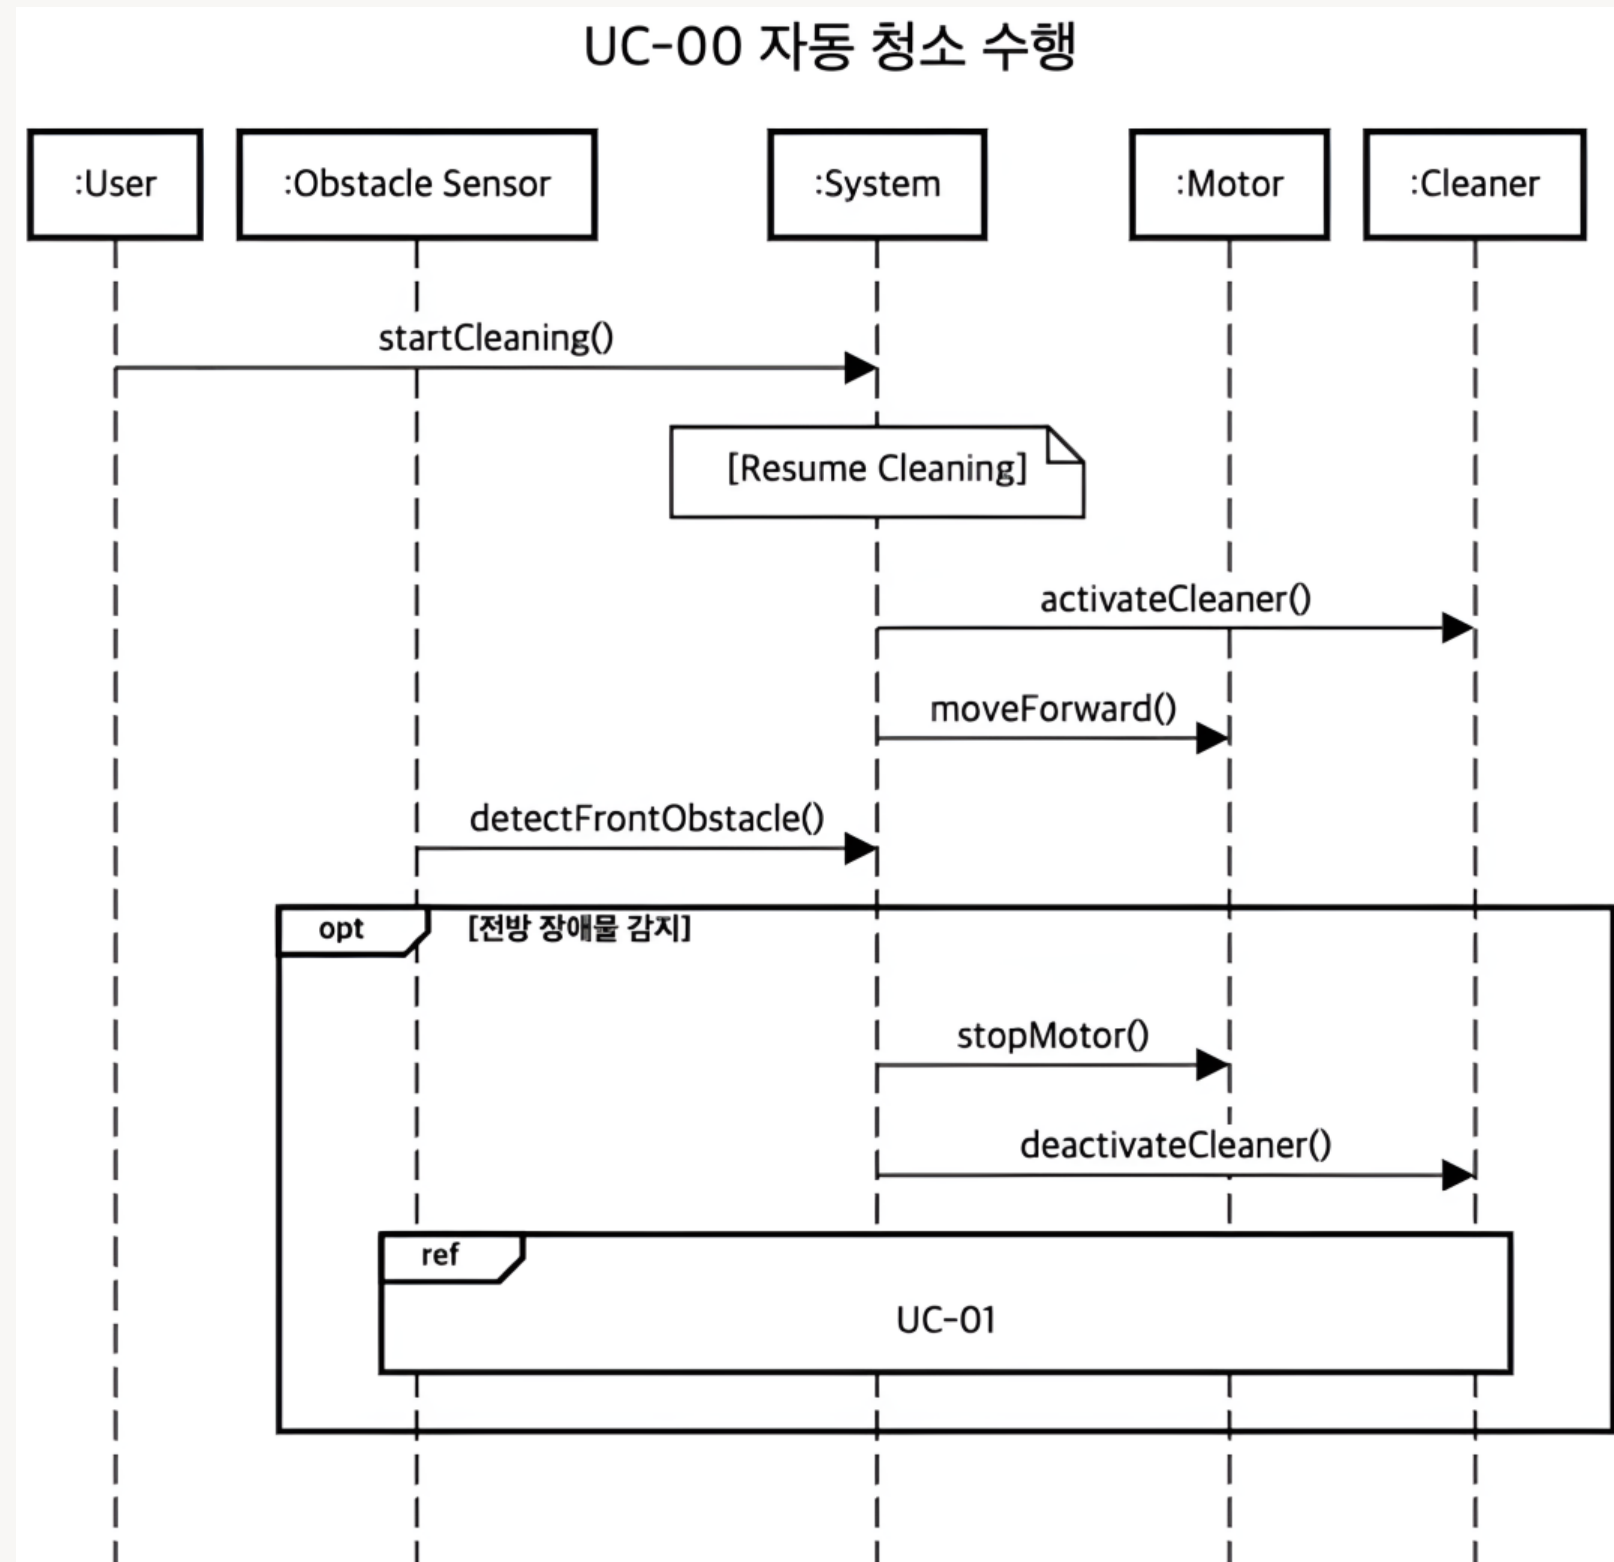 UC-00 자동 청소 수행
:User
:Obstacle Sensor
:System
:Motor
:Cleaner
startCleaning()
[Resume Cleaning]
activateCleaner()
moveForward()
detectFrontObstacle()
opt
[전방 장애물 감지]
stopMotor()
deactivateCleaner()
ref
UC-01